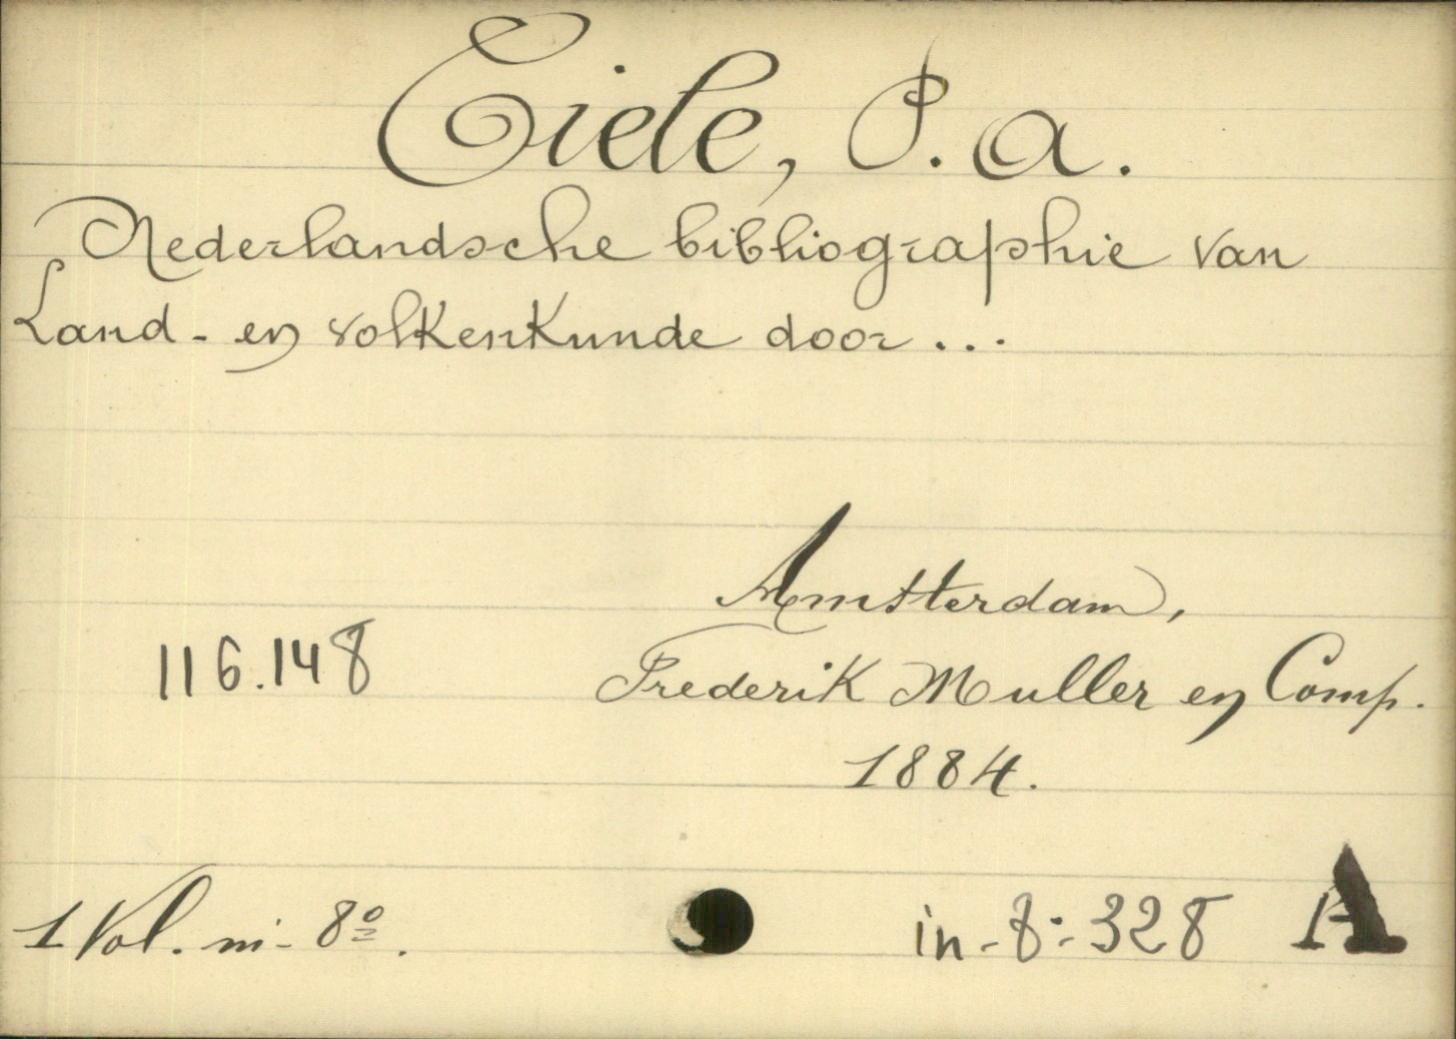 Tiele, P. A.
Nederlandsche bibliographie van
Land- en volkenkunde door ...
Amsterdam,
116.148
Frederik Muller en Comp.
1884.
1 Vol. in-8º.
in-8º: 328 A